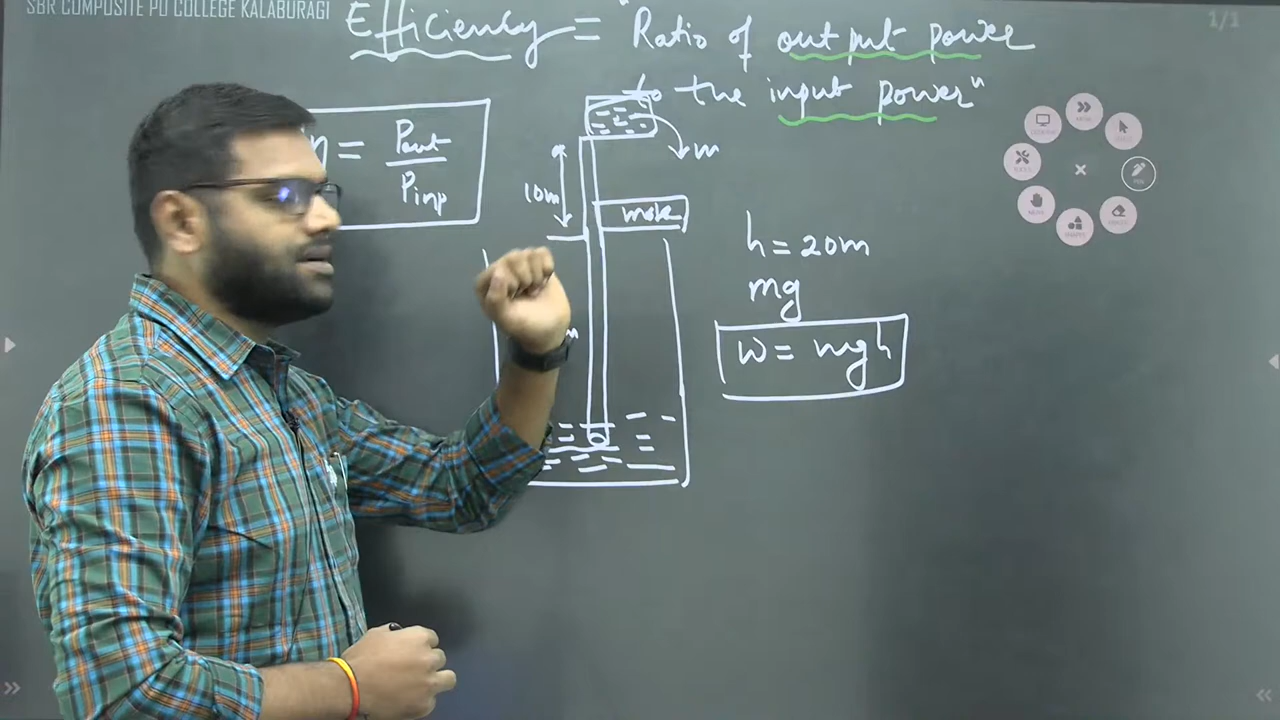 SBR COMPOSITE PU COLLEGE KALABURAGI
1/1
Efficiency = "Ratio of output power
to the input power"
η = Pout / Pinp
m
10m
h = 20m
mg
W = mgh